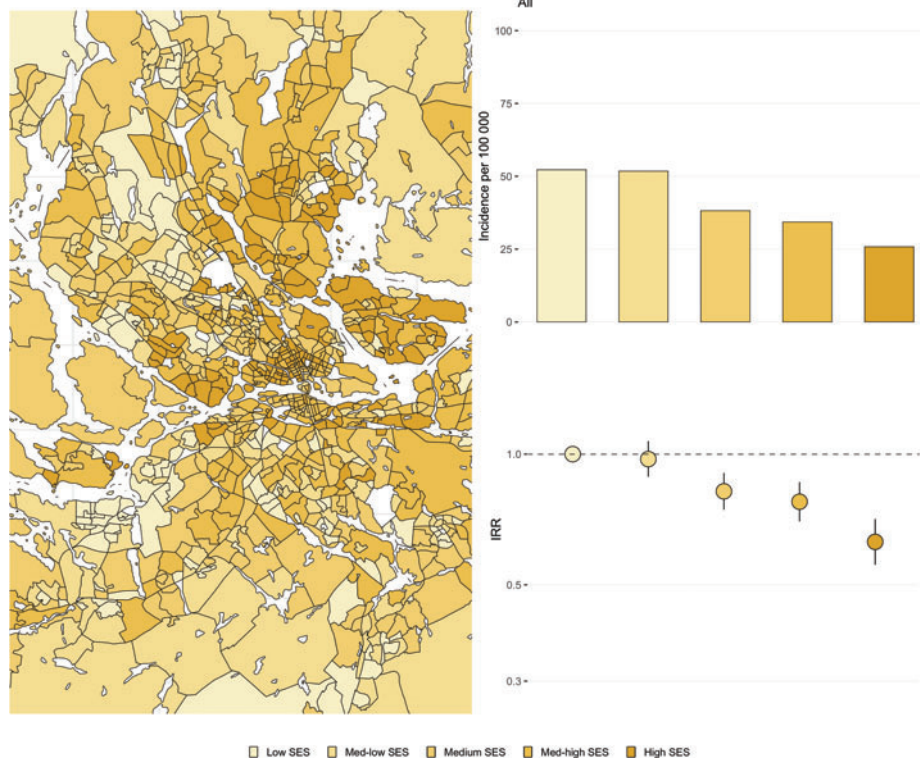 All
100
75
50
25
0
Incidence per 100 000
1.0
0.5
0.3
IRR
Low SES Med-low SES Medium SES Med-high SES High SES